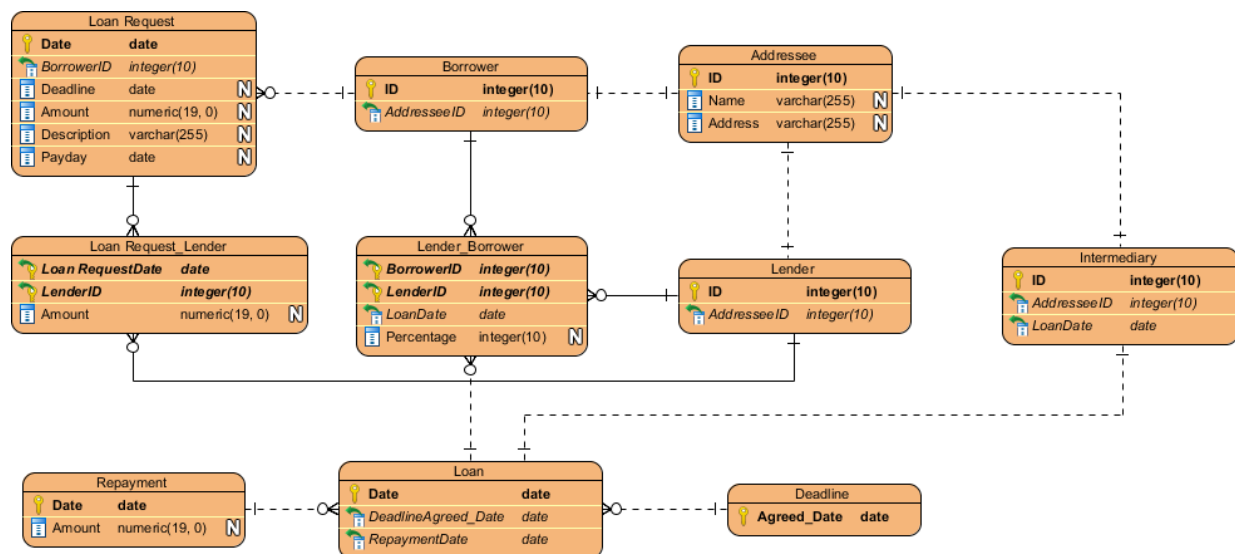 Loan Request
Date date
BorrowerID integer(10)
Deadline date N
Amount numeric(19, 0) N
Description varchar(255) N
Payday date N
Borrower
ID integer(10)
AddresseeID integer(10)
Addressee
ID integer(10)
Name varchar(255) N
Address varchar(255) N
Loan Request_Lender
Loan RequestDate date
LenderID integer(10)
Amount numeric(19, 0) N
Lender_Borrower
BorrowerID integer(10)
LenderID integer(10)
LoanDate date
Percentage integer(10) N
Lender
ID integer(10)
AddresseeID integer(10)
Intermediary
ID integer(10)
AddresseeID integer(10)
LoanDate date
Repayment
Date date
Amount numeric(19, 0) N
Loan
Date date
DeadlineAgreed_Date date
RepaymentDate date
Deadline
Agreed_Date date